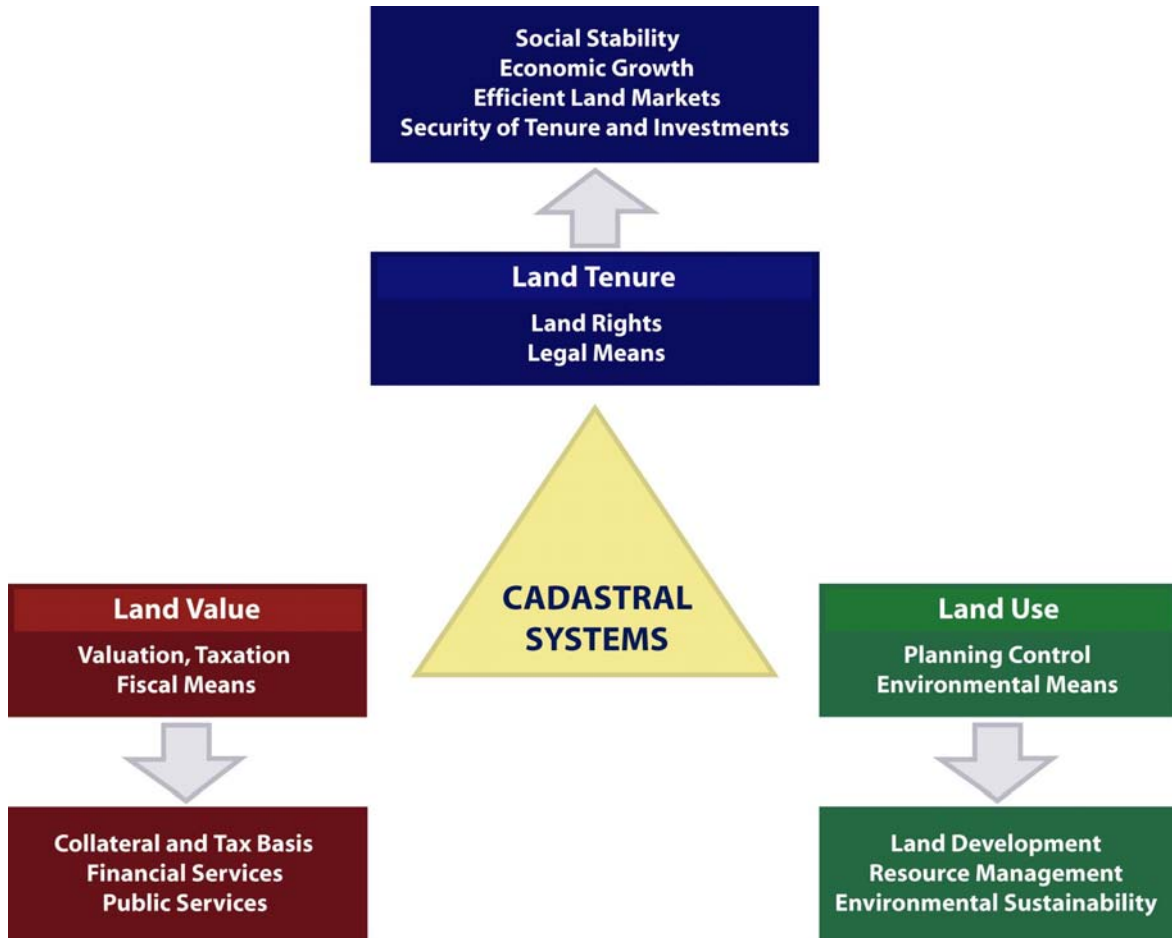 Social Stability
Economic Growth
Efficient Land Markets
Security of Tenure and Investments
Land Tenure
Land Rights
Legal Means
CADASTRAL
SYSTEMS
Land Value
Valuation, Taxation
Fiscal Means
Collateral and Tax Basis
Financial Services
Public Services
Land Use
Planning Control
Environmental Means
Land Development
Resource Management
Environmental Sustainability